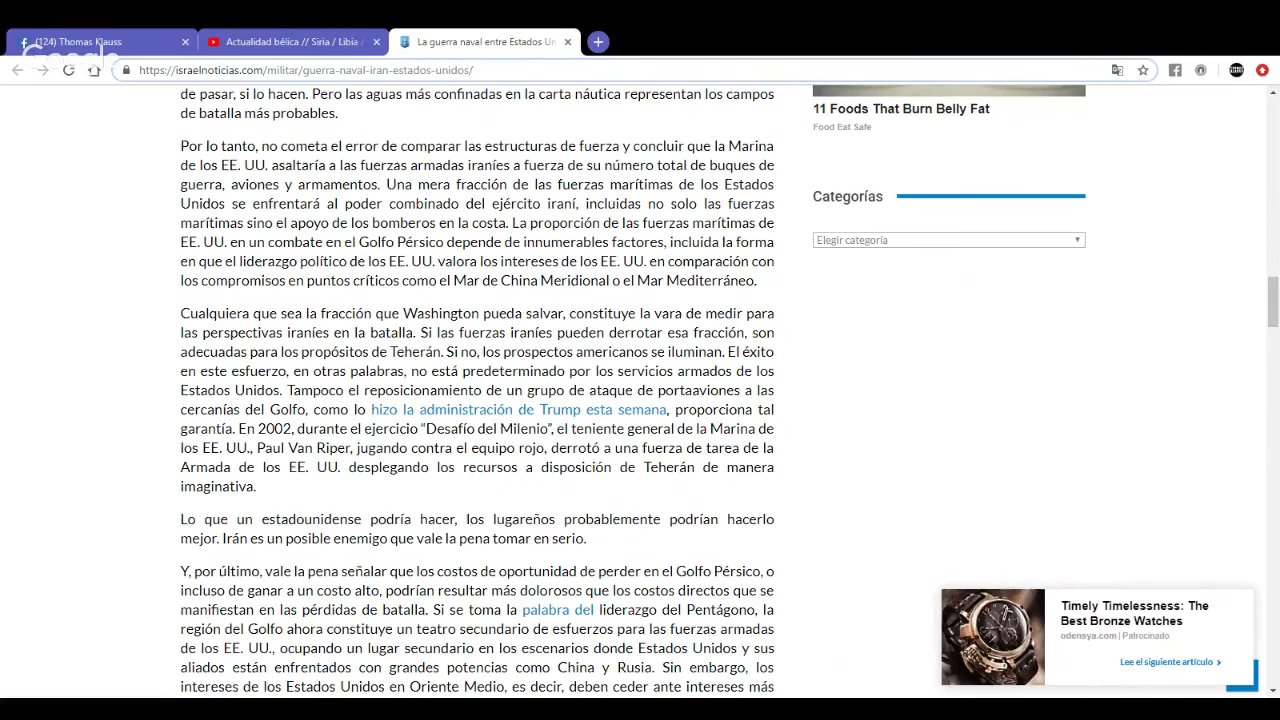 (124) Thomas Klauss
Actualidad bélica // Siria / Libia /
La guerra naval entre Estados Un
Google
https://israelnoticias.com/militar/guerra-naval-iran-estados-unidos/
de pasar, si lo hacen. Pero las aguas más confinadas en la carta náutica representan los campos
de batalla más probables.
Por lo tanto, no cometa el error de comparar las estructuras de fuerza y concluir que la Marina
de los EE. UU. asaltaría a las fuerzas armadas iraníes a fuerza de su número total de buques de
guerra, aviones y armamentos. Una mera fracción de las fuerzas marítimas de los Estados
Unidos se enfrentará al poder combinado del ejército iraní, incluidas no solo las fuerzas
marítimas sino el apoyo de los bomberos en la costa. La proporción de las fuerzas marítimas de
EE. UU. en un combate en el Golfo Pérsico depende de innumerables factores, incluida la forma
en que el liderazgo político de los EE. UU. valora los intereses de los EE. UU. en comparación con
los compromisos en puntos críticos como el Mar de China Meridional o el Mar Mediterráneo.
Cualquiera que sea la fracción que Washington pueda salvar, constituye la vara de medir para
las perspectivas iraníes en la batalla. Si las fuerzas iraníes pueden derrotar esa fracción, son
adecuadas para los propósitos de Teherán. Si no, los prospectos americanos se iluminan. El éxito
en este esfuerzo, en otras palabras, no está predeterminado por los servicios armados de los
Estados Unidos. Tampoco el reposicionamiento de un grupo de ataque de portaaviones a las
cercanías del Golfo, como lo hizo la administración de Trump esta semana, proporciona tal
garantía. En 2002, durante el ejercicio “Desafío del Milenio”, el teniente general de la Marina de
los EE. UU., Paul Van Riper, jugando contra el equipo rojo, derrotó a una fuerza de tarea de la
Armada de los EE. UU. desplegando los recursos a disposición de Teherán de manera
imaginativa.
Lo que un estadounidense podría hacer, los lugareños probablemente podrían hacerlo
mejor. Irán es un posible enemigo que vale la pena tomar en serio.
Y, por último, vale la pena señalar que los costos de oportunidad de perder en el Golfo Pérsico, o
incluso de ganar a un costo alto, podrían resultar más dolorosos que los costos directos que se
manifiestan en las pérdidas de batalla. Si se toma la palabra del liderazgo del Pentágono, la
región del Golfo ahora constituye un teatro secundario de esfuerzos para las fuerzas armadas
de los EE. UU., ocupando un lugar secundario en los escenarios donde Estados Unidos y sus
aliados están enfrentados con grandes potencias como China y Rusia. Sin embargo, los
intereses de los Estados Unidos en Oriente Medio, es decir, deben ceder ante intereses más
11 Foods That Burn Belly Fat
Food Eat Safe
Categorías
Elegir categoría
Timely Timelessness: The
Best Bronze Watches
odensya.com | Patrocinado
Lee el siguiente artículo